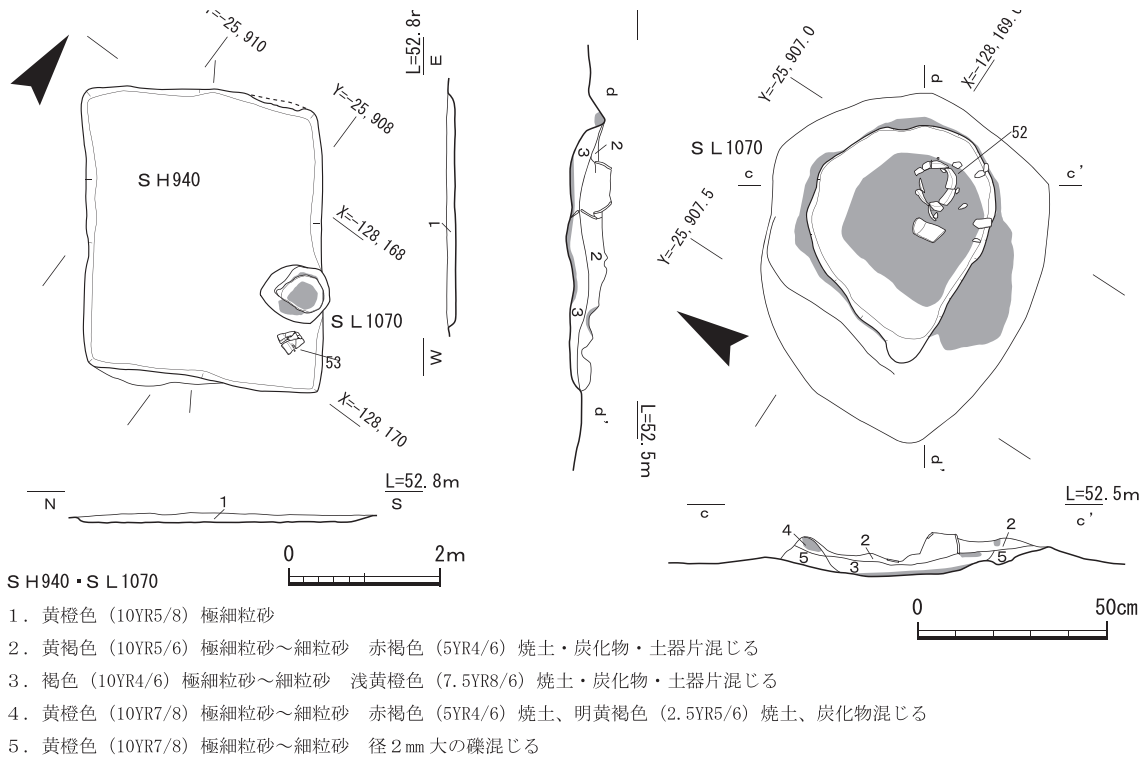 Y=-25,910
L=52.8m
E
Y=-25,908
SH940
X=-128,168
1
SL1070
53
W
X=-128,170
L=52.8m
N
1
S
0
2m
d
3
2
2
3
d'
L=52.5m
Y=-25,907.0
X=-128,169.
d
52
SL1070
c
c'
Y=-25,907.5
d'
L=52.5m
c
c'
4
2
2
5
3
5
0
50cm
SH940・SL1070
1．黄橙色（10YR5/8）極細粒砂
2．黄褐色（10YR5/6）極細粒砂～細粒砂　赤褐色（5YR4/6）焼土・炭化物・土器片混じる
3．褐色（10YR4/6）極細粒砂～細粒砂　浅黄橙色（7.5YR8/6）焼土・炭化物・土器片混じる
4．黄橙色（10YR7/8）極細粒砂～細粒砂　赤褐色（5YR4/6）焼土、明黄褐色（2.5YR5/6）焼土、炭化物混じる
5．黄橙色（10YR7/8）極細粒砂～細粒砂　径２㎜大の礫混じる